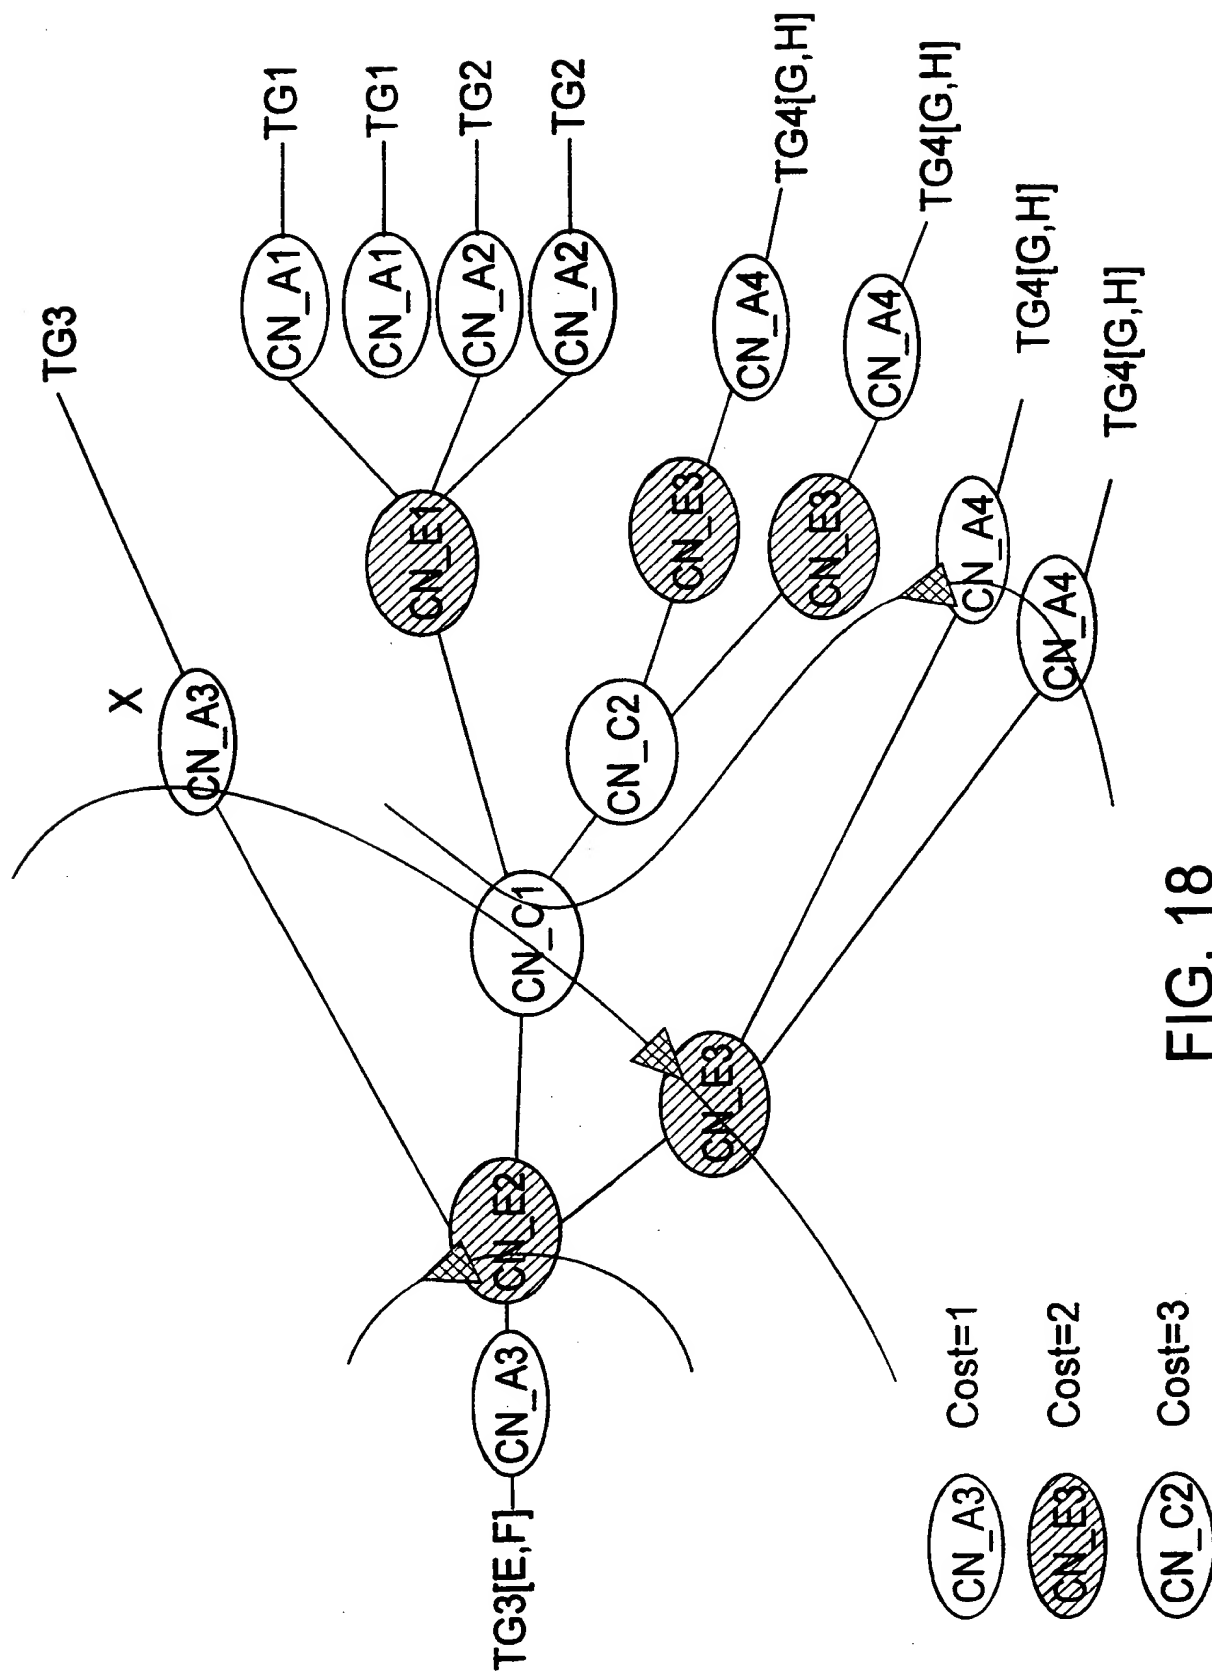 TG3
X
CN_A3
TG1
TG1
TG2
TG2
CN_A1
CN_A1
CN_A2
CN_A2
CN_E1
TG4[G,H]
TG4[G,H]
TG4[G,H]
TG4[G,H]
CN_A4
CN_A4
CN_A4
CN_A4
CN_E3
CN_E3
CN_C2
CN_C1
CN_E3
CN_E2
CN_A3
TG3[E,F]
CN_A3 Cost=1
CN_E3 Cost=2
CN_C2 Cost=3
FIG. 18